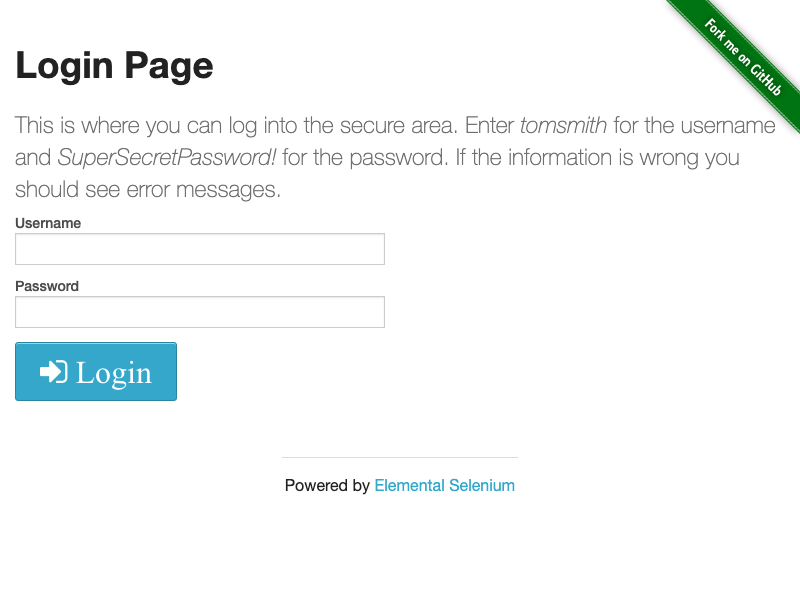 Fork me on GitHub
Login Page
This is where you can log into the secure area. Enter tomsmith for the username
and SuperSecretPassword! for the password. If the information is wrong you
should see error messages.
Username
Password
Login
Powered by Elemental Selenium